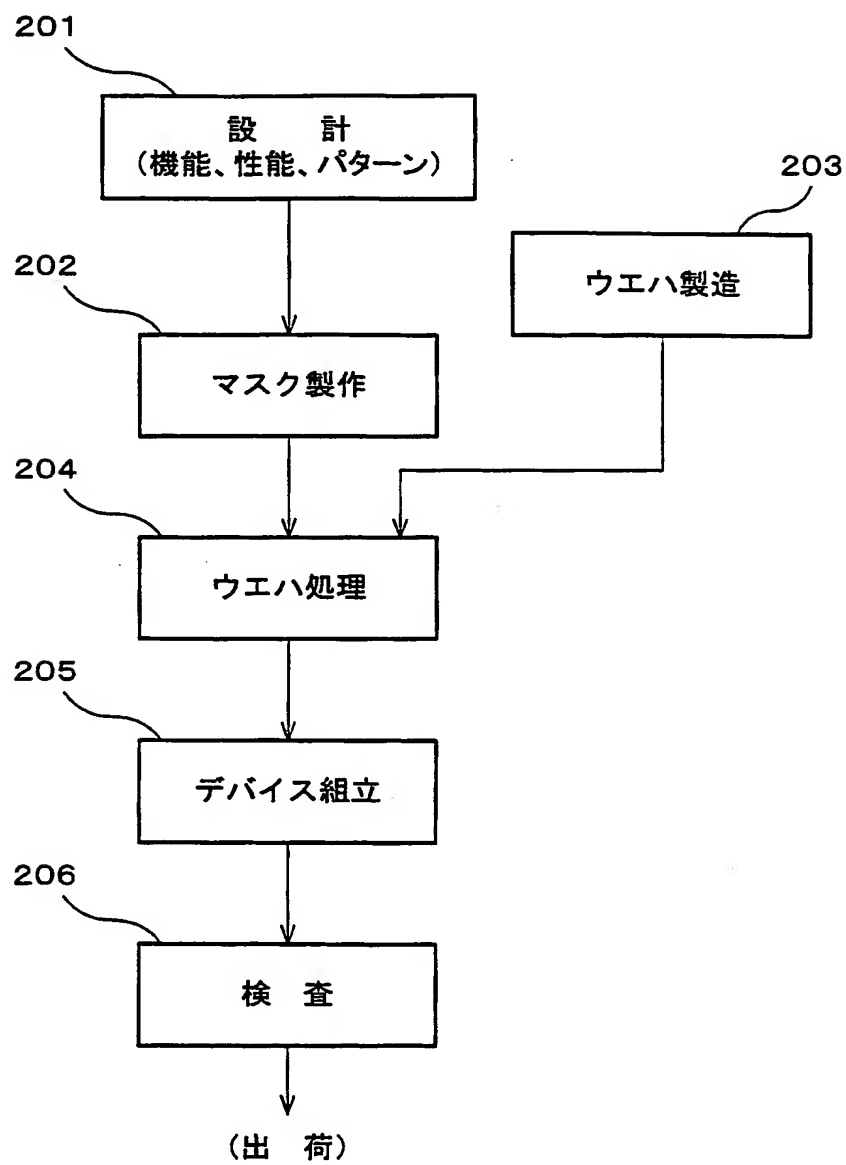 201
設　計
(機能、性能、パターン)
203
ウエハ製造
202
マスク製作
204
ウエハ処理
205
デバイス組立
206
検　査
(出　荷)